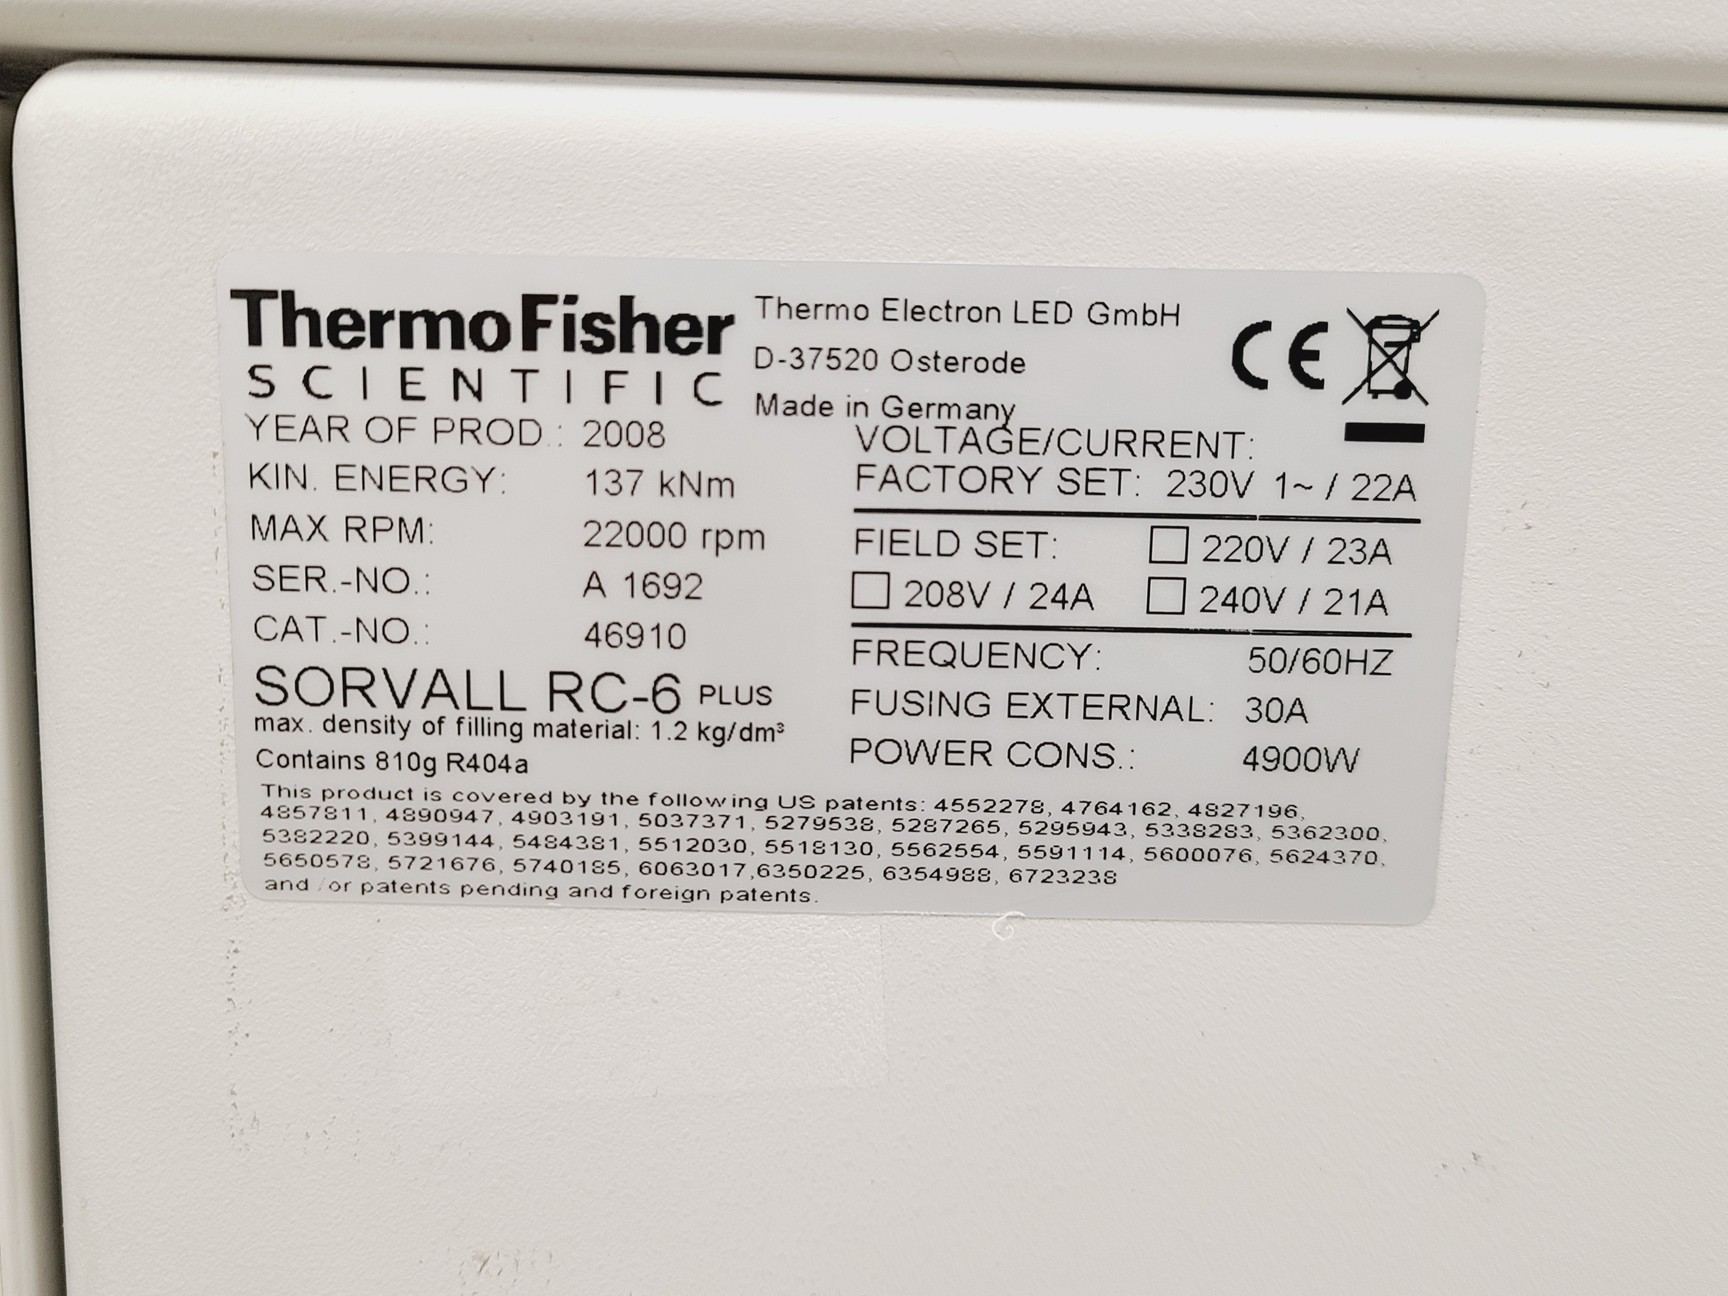 ThermoFisher
SCIENTIFIC
Thermo Electron LED GmbH
D-37520 Osterode
Made in Germany
CE
YEAR OF PROD.: 2008
KIN. ENERGY: 137 kNm
MAX RPM: 22000 rpm
SER.-NO.: A 1692
CAT.-NO.: 46910
SORVALL RC-6 PLUS
max. density of filling material: 1.2 kg/dm³
Contains 810g R404a
VOLTAGE/CURRENT:
FACTORY SET: 230V 1~ / 22A
FIELD SET: 220V / 23A
208V / 24A 240V / 21A
FREQUENCY: 50/60HZ
FUSING EXTERNAL: 30A
POWER CONS.: 4900W
This product is covered by the following US patents: 4552278, 4764162, 4827196,
4857811, 4890947, 4903191, 5037371, 5279538, 5287265, 5295943, 5338283, 5362300,
5382220, 5399144, 5484381, 5512030, 5518130, 5562554, 5591114, 5600076, 5624370,
5650578, 5721676, 5740185, 6063017,6350225, 6354988, 6723238
and /or patents pending and foreign patents.